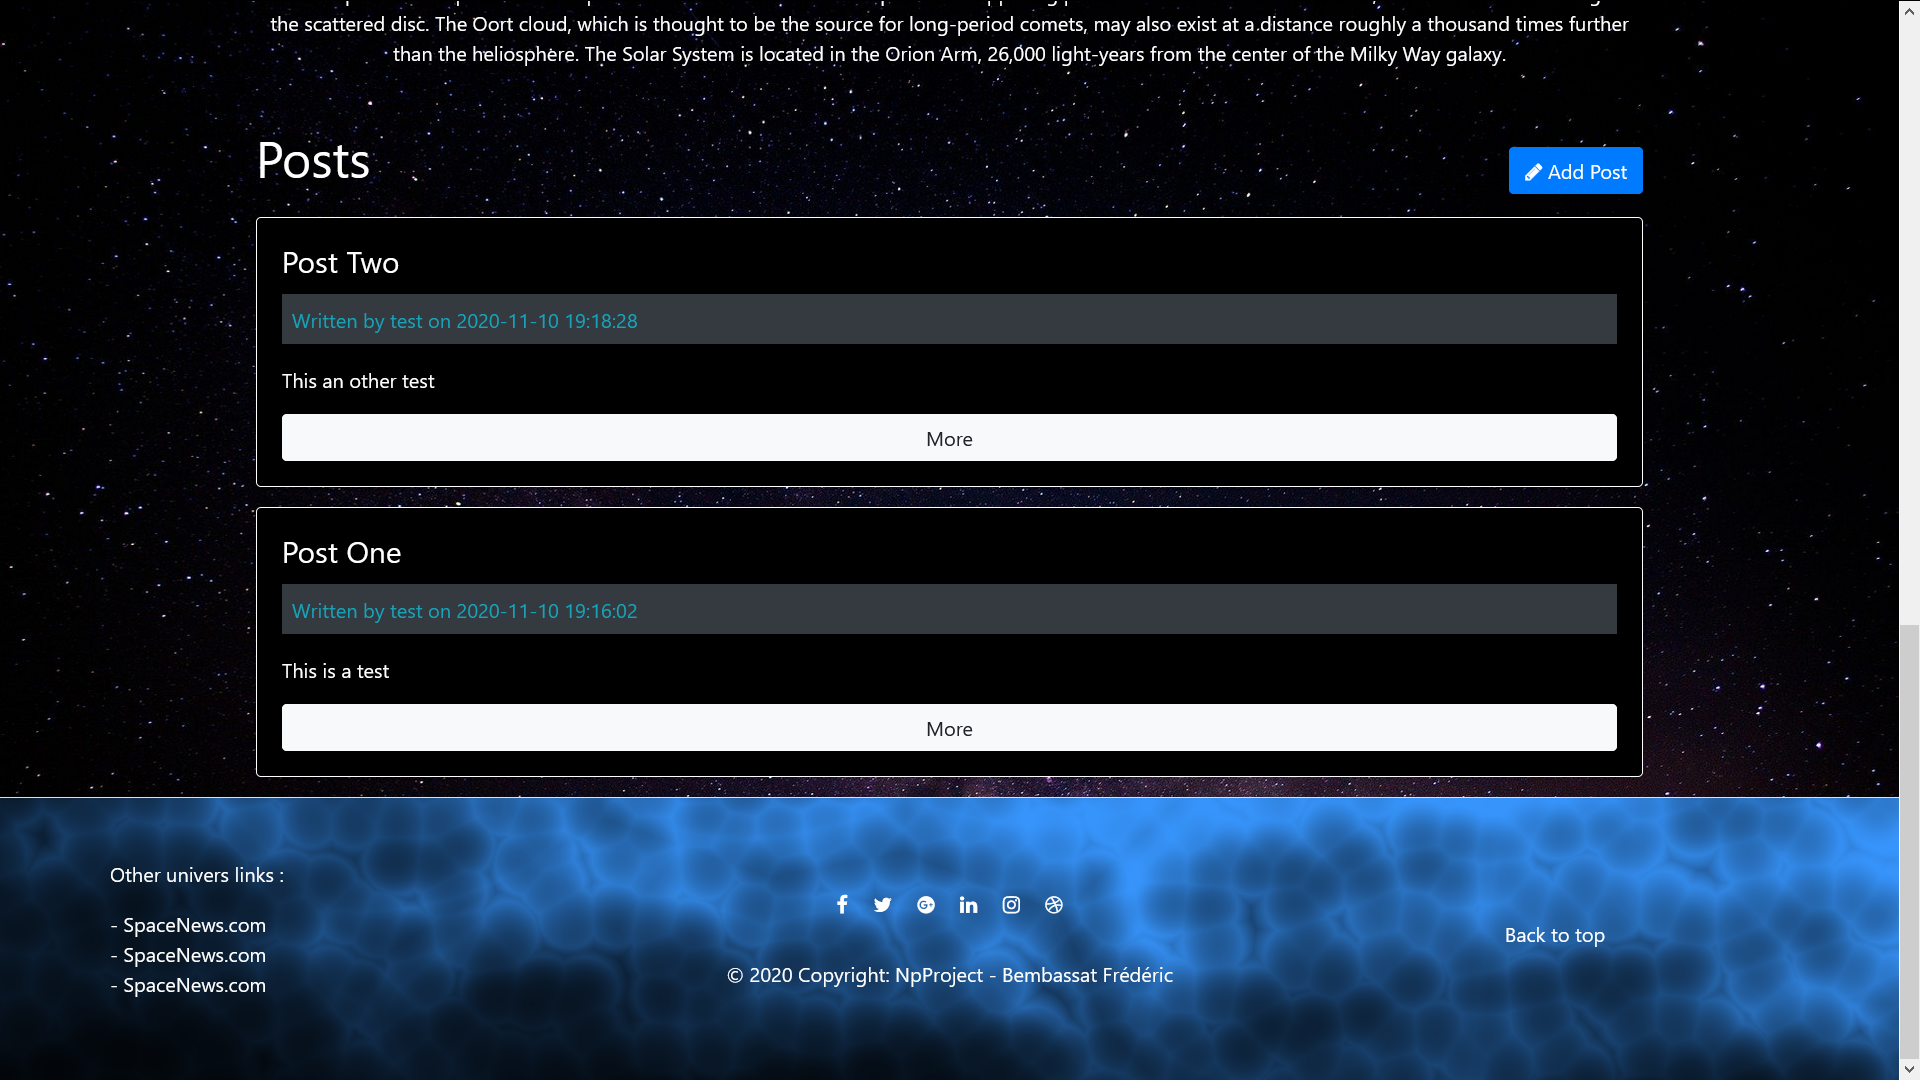 the scattered disc. The Oort cloud, which is thought to be the source for long-period comets, may also exist at a distance roughly a thousand times further
than the heliosphere. The Solar System is located in the Orion Arm, 26,000 light-years from the center of the Milky Way galaxy.
Posts
Add Post
Post Two
Written by test on 2020-11-10 19:18:28
This an other test
More
Post One
Written by test on 2020-11-10 19:16:02
This is a test
More
Other univers links :
- SpaceNews.com
- SpaceNews.com
- SpaceNews.com
© 2020 Copyright: NpProject - Bembassat Frédéric
Back to top